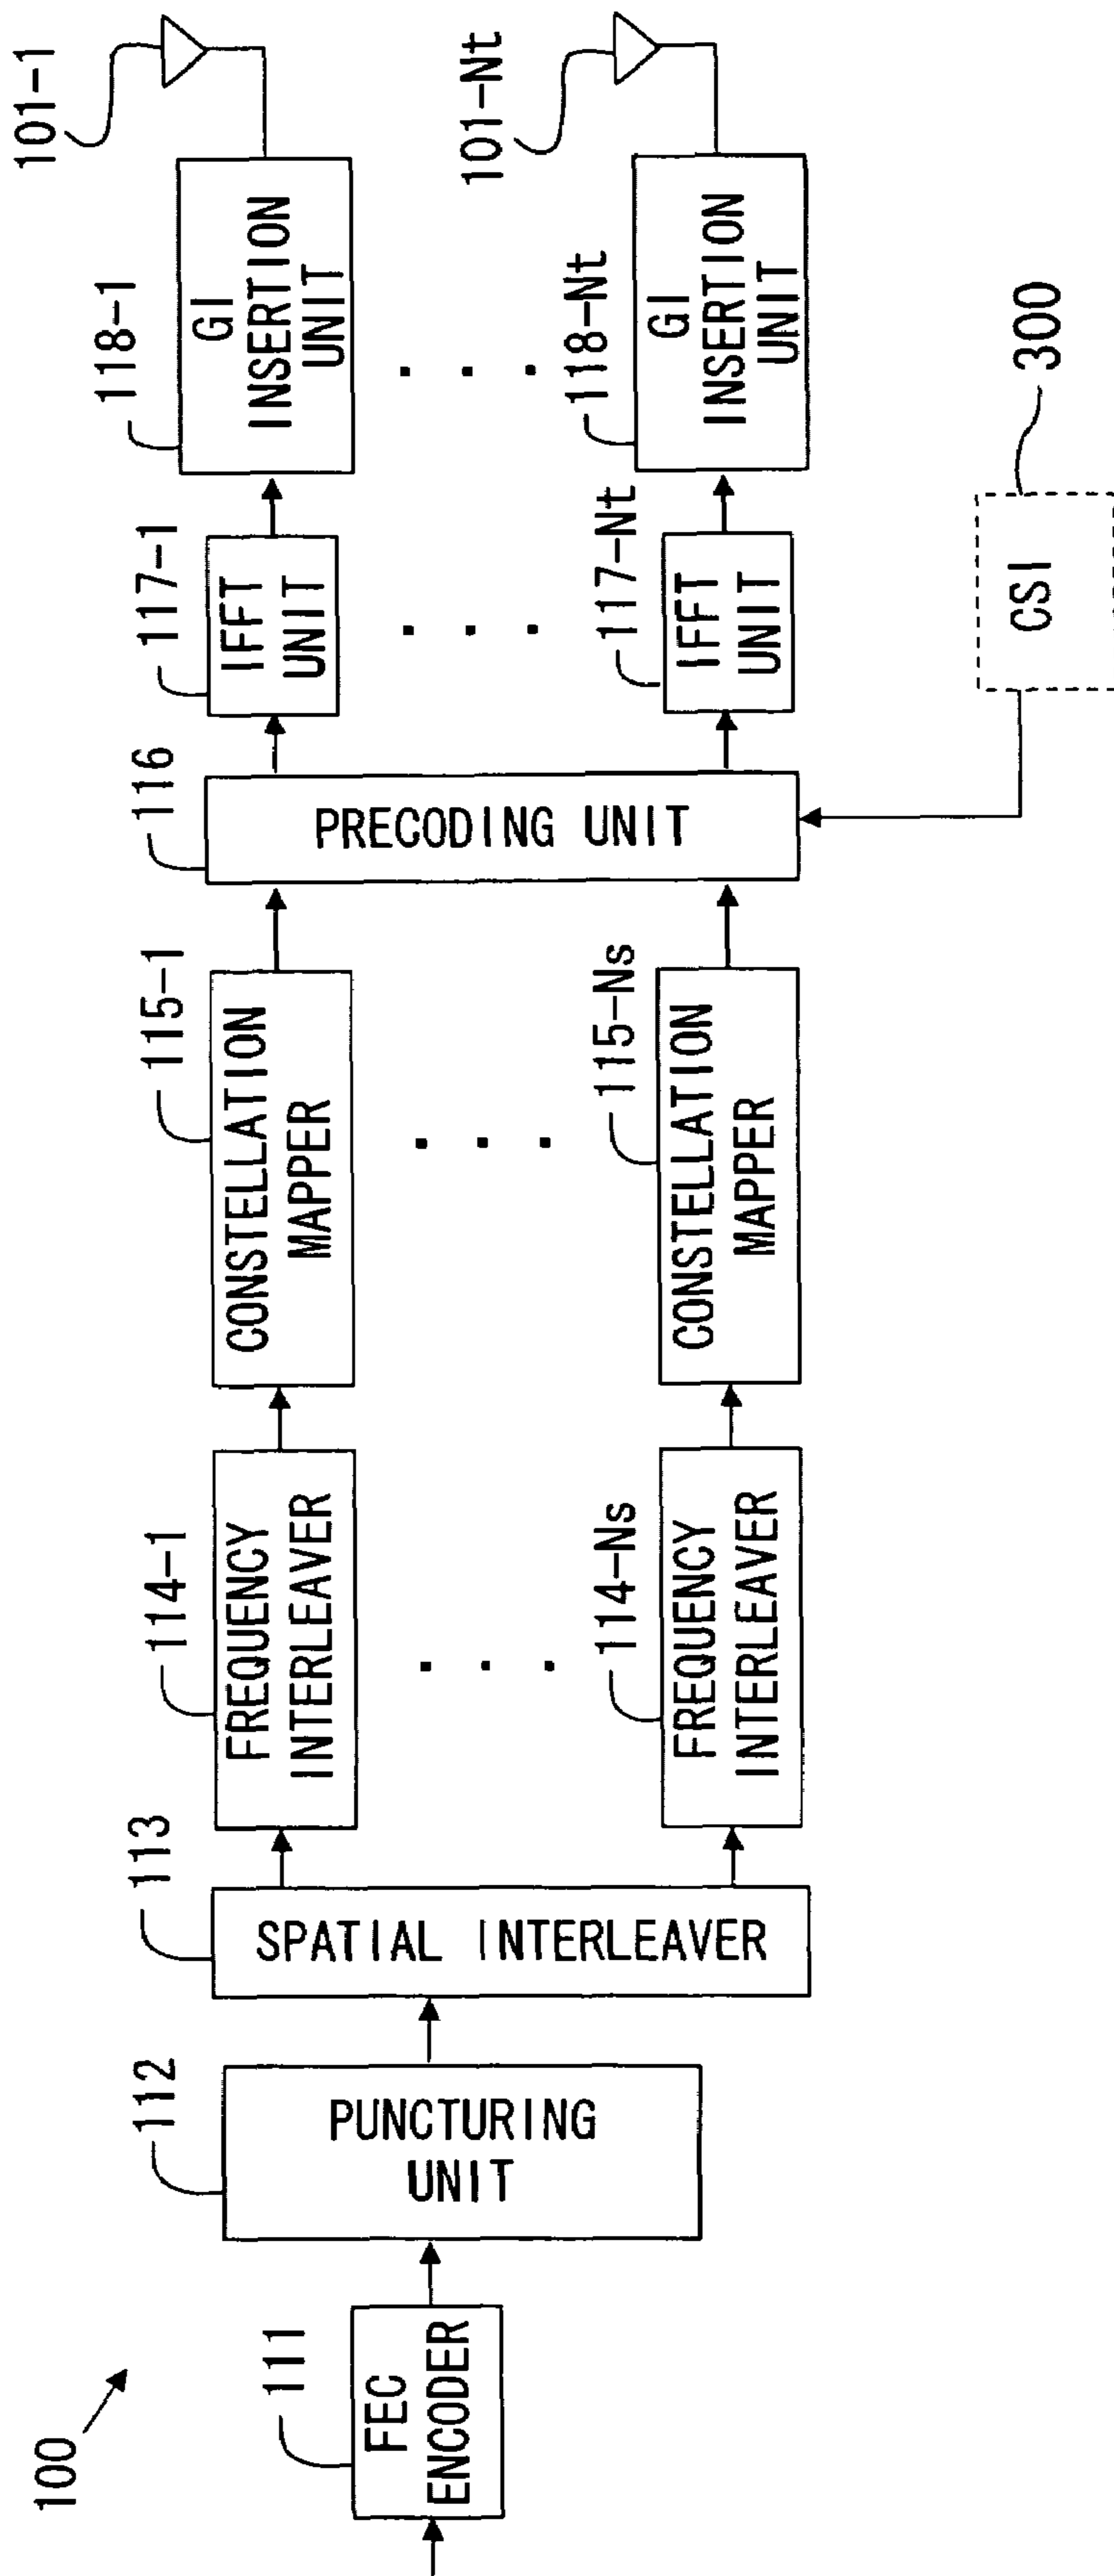 100
111
FEC
ENCODER
112
PUNCTURING
UNIT
113
SPATIAL INTERLEAVER
114-1
FREQUENCY
INTERLEAVER
114-Ns
FREQUENCY
INTERLEAVER
115-1
CONSTELLATION
MAPPER
115-Ns
CONSTELLATION
MAPPER
116
PRECODING UNIT
117-1
IFFT
UNIT
117-Nt
IFFT
UNIT
118-1
GI
INSERTION
UNIT
118-Nt
GI
INSERTION
UNIT
101-1
101-Nt
300
CSI